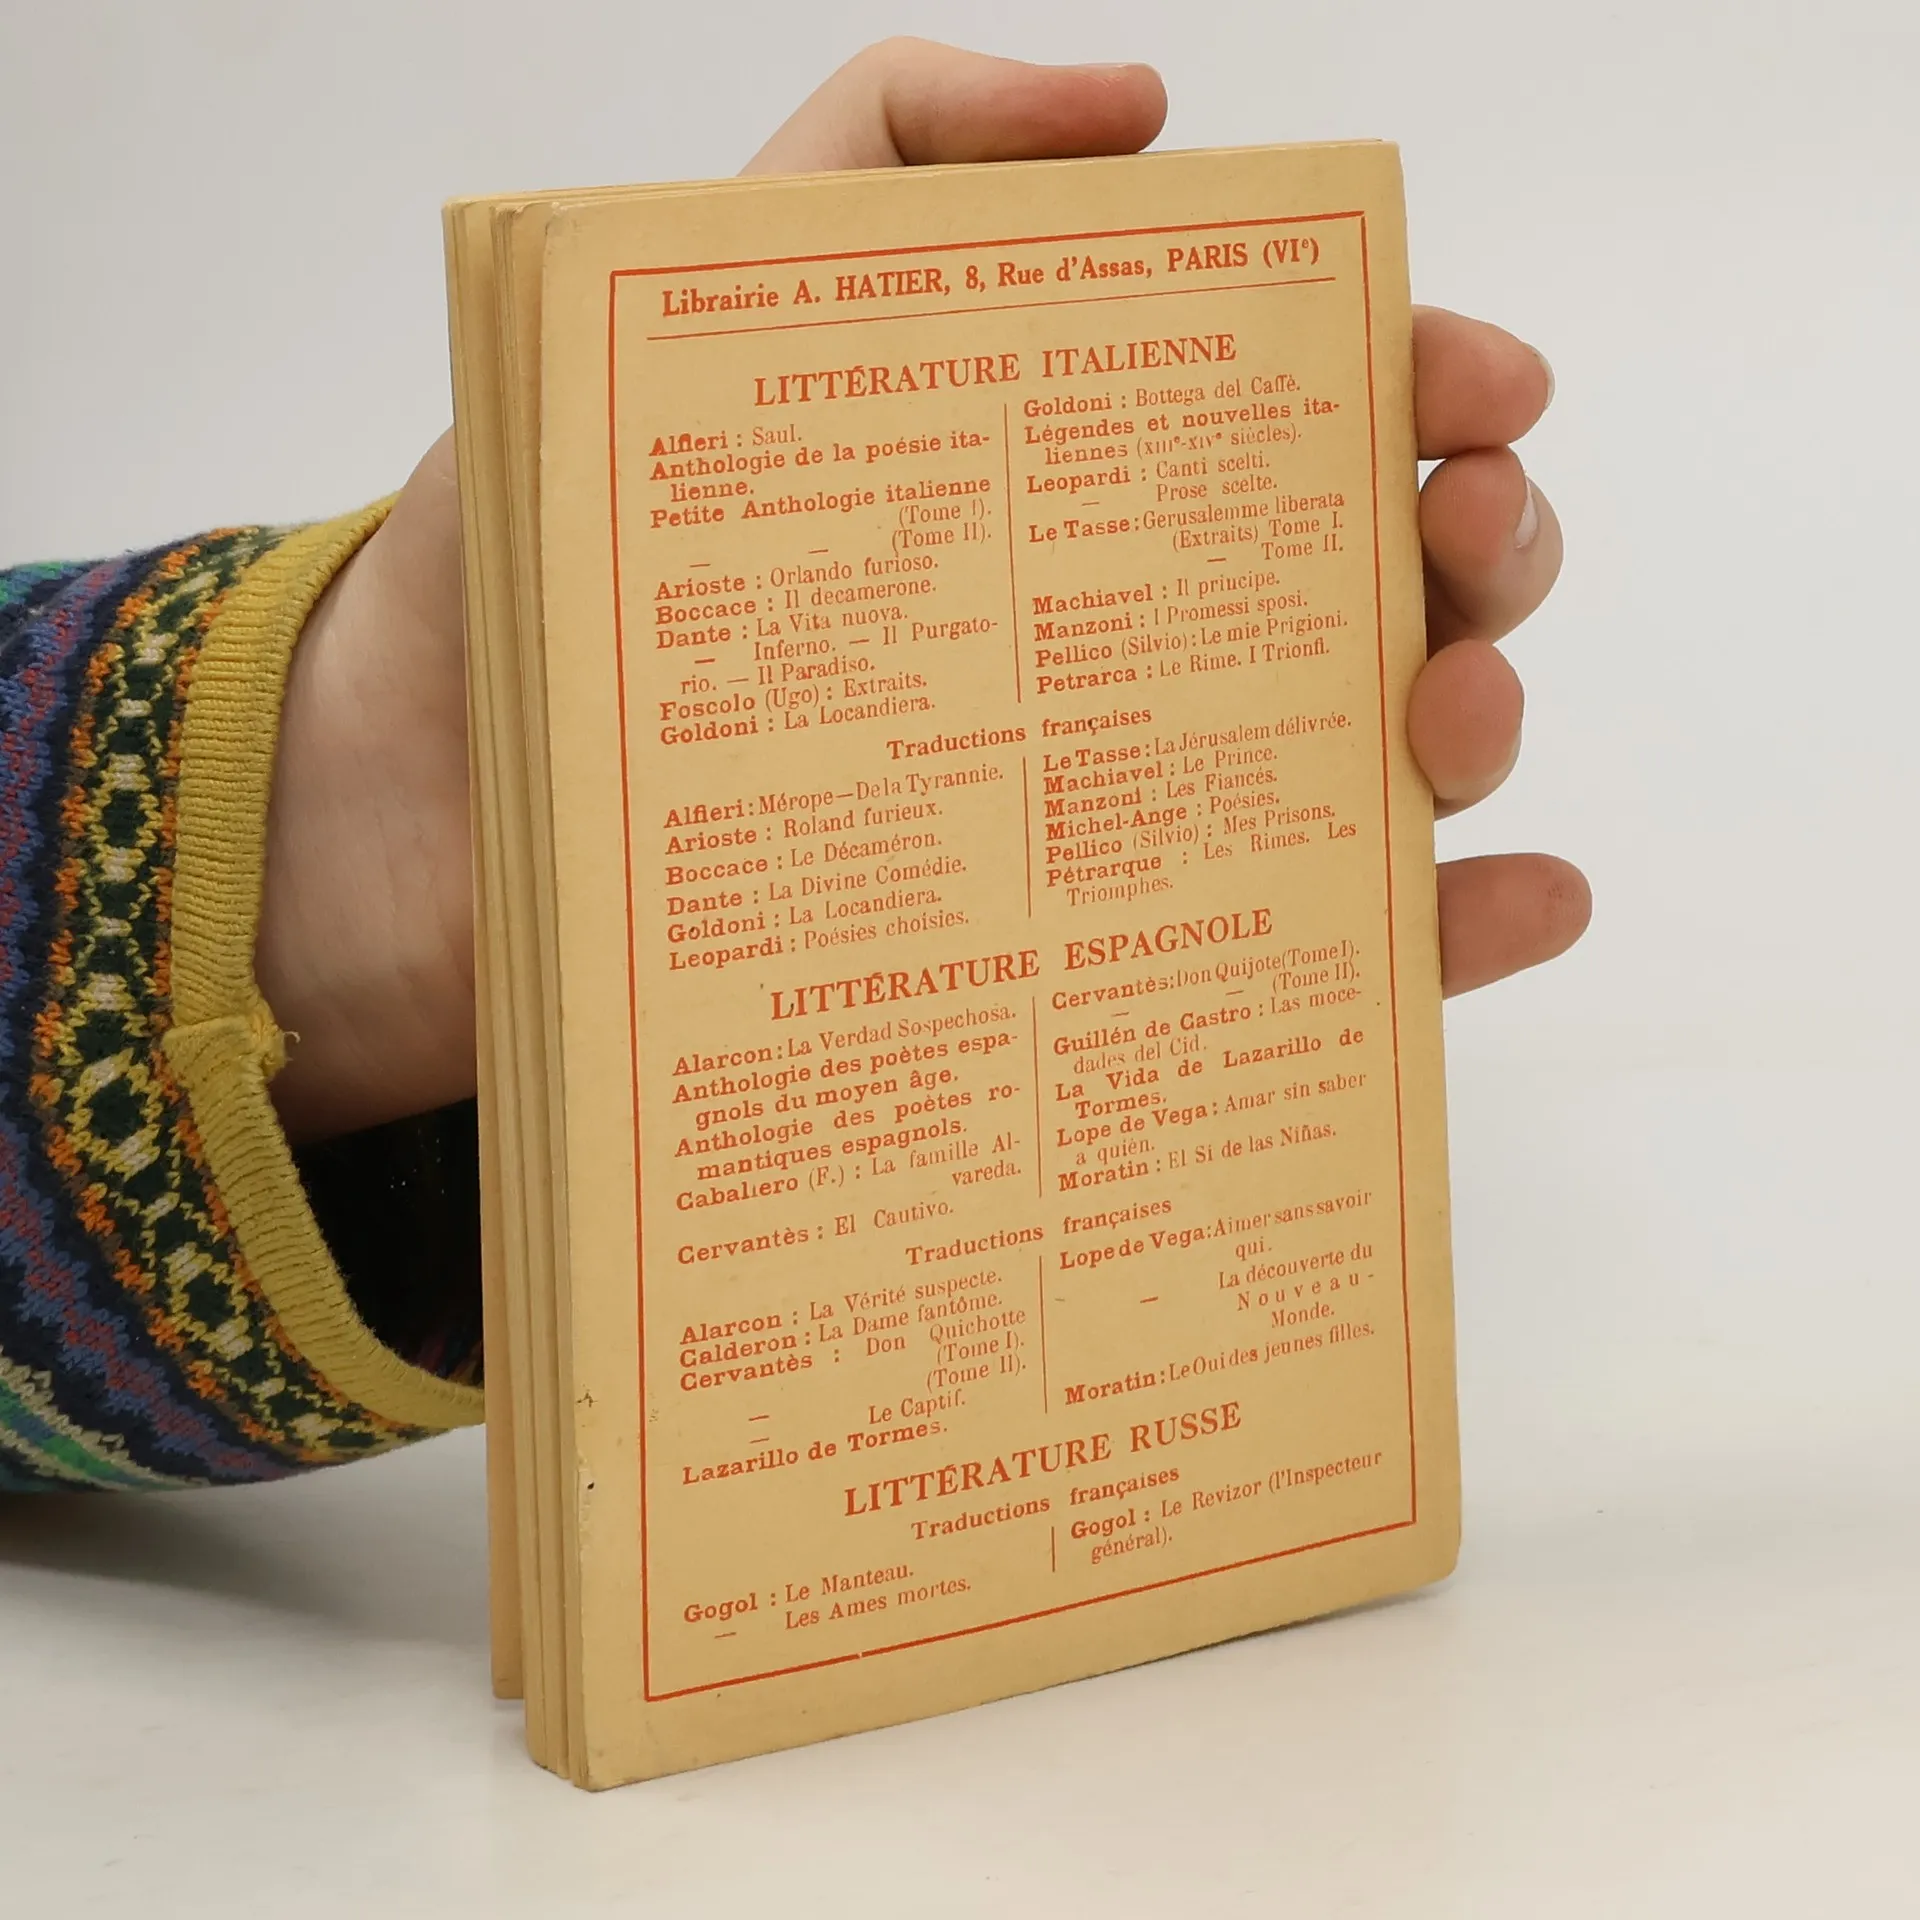 Librairie A. HATIER, 8, Rue d'Assas, PARIS (VIe)
LITTÉRATURE ITALIENNE
Alfieri : Saul.
Anthologie de la poésie ita-
lienne.
Petite Anthologie italienne
(Tome I).
— (Tome II).
Arioste : Orlando furioso.
Boccace : Il decamerone.
Dante : La Vita nuova.
— Inferno. — Il Purgato-
rio. — Il Paradiso.
Foscolo (Ugo) : Extraits.
Goldoni : La Locandiera.
Goldoni : Bottega del Caffè.
Légendes et nouvelles ita-
liennes (XIIIe-XIVe siècles).
Leopardi : Canti scelti.
— Prose scelte.
Le Tasse : Gerusalemme liberata
(Extraits) Tome I.
— Tome II.
Machiavel : Il principe.
Manzoni : I Promessi sposi.
Pellico (Silvio) : Le mie Prigioni.
Petrarca : Le Rime. I Trionfi.
Traductions françaises
Alfieri : Mérope — De la Tyrannie.
Arioste : Roland furieux.
Boccace : Le Décaméron.
Dante : La Divine Comédie.
Goldoni : La Locandiera.
Leopardi : Poésies choisies.
Le Tasse : La Jérusalem délivrée.
Machiavel : Le Prince.
Manzoni : Les Fiancés.
Michel-Ange : Poésies.
Pellico (Silvio) : Mes Prisons.
Pétrarque : Les Rimes. Les
Triomphes.
LITTÉRATURE ESPAGNOLE
Alarcon : La Verdad Sospechosa.
Anthologie des poètes espa-
gnols du moyen âge.
Anthologie des poètes ro-
mantiques espagnols.
Caballero (F.) : La famille Al-
vareda.
Cervantès : El Cautivo.
Cervantès : Don Quijote (Tome I).
— — (Tome II).
Guillén de Castro : Las moce-
dades del Cid.
La Vida de Lazarillo de
Tormes.
Lope de Vega : Amar sin saber
a quién.
Moratin : El Sí de las Niñas.
Traductions françaises
Alarcon : La Vérité suspecte.
Calderon : La Dame fantôme.
Cervantès : Don Quichotte
(Tome I).
— (Tome II).
— Le Captif.
Lazarillo de Tormes.
Lope de Vega : Aimer sans savoir
qui.
— La découverte du
Nouveau-
Monde.
Moratin : Le Oui des jeunes filles.
LITTÉRATURE RUSSE
Traductions françaises
Gogol : Le Manteau.
— Les Ames mortes.
Gogol : Le Revizor (l'Inspecteur
général).